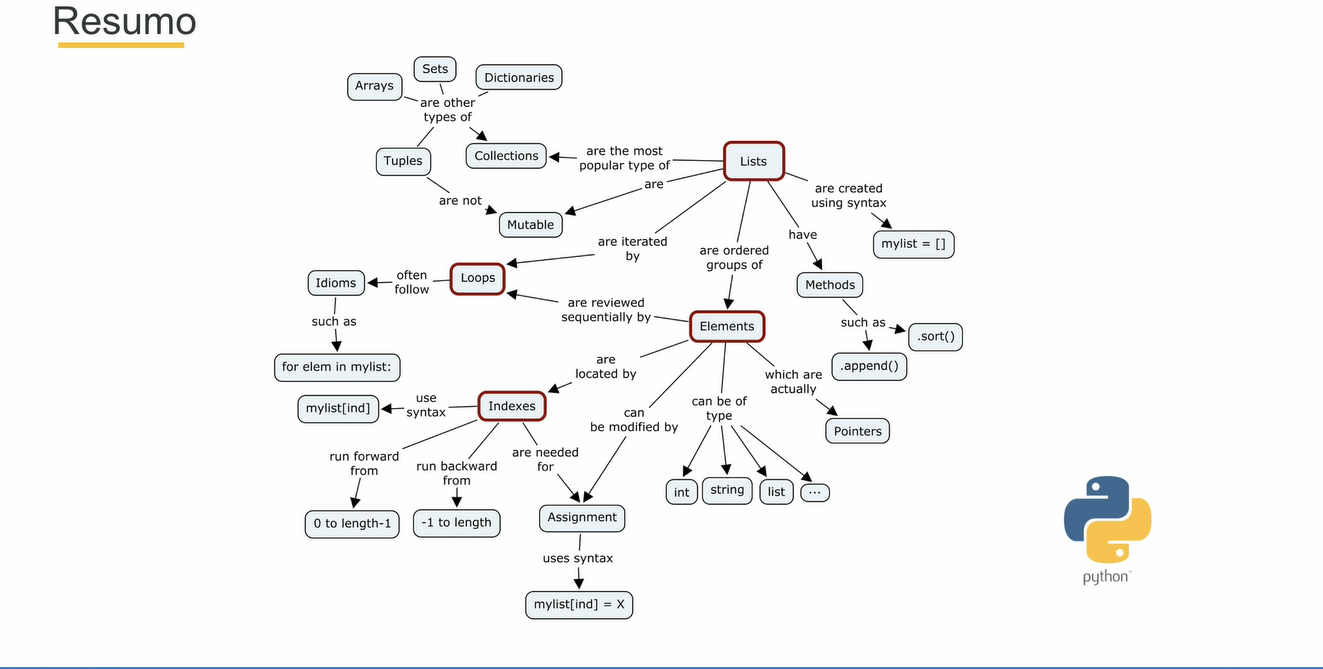 Resumo
Sets
Arrays
Dictionaries
are other
types of
Tuples
Collections
are the most
popular type of
Lists
are
are not
Mutable
are created
using syntax
mylist = []
have
are iterated
by
are ordered
groups of
Idioms
often
follow
Loops
Methods
are reviewed
sequentially by
such as
such as
.sort()
Elements
for elem in mylist:
are
located by
.append()
which are
actually
mylist[ind]
use
syntax
Indexes
can
be modified by
can be of
type
Pointers
run forward
from
run backward
from
are needed
for
int
string
list
...
0 to length-1
-1 to length
Assignment
uses syntax
mylist[ind] = X
python™